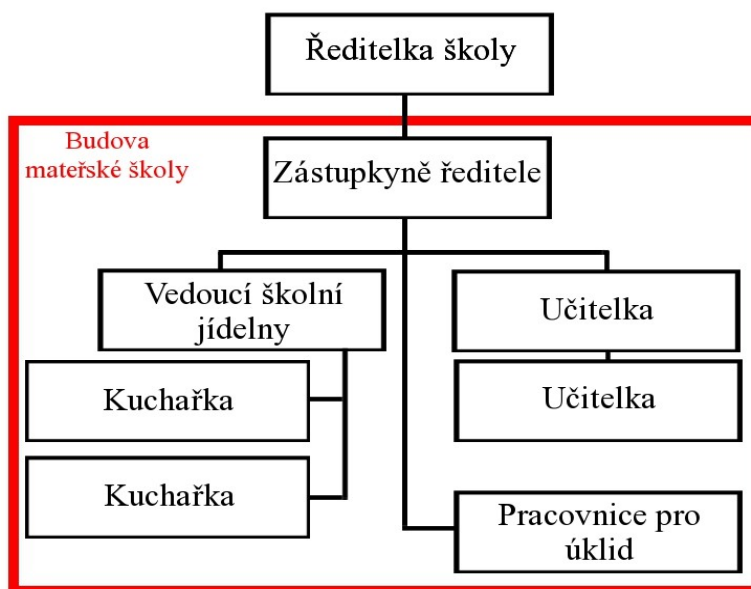 Ředitelka školy
Budova
mateřské školy
Zástupkyně ředitele
Vedoucí školní
jídelny
Učitelka
Kuchařka
Učitelka
Kuchařka
Pracovnice pro
úklid